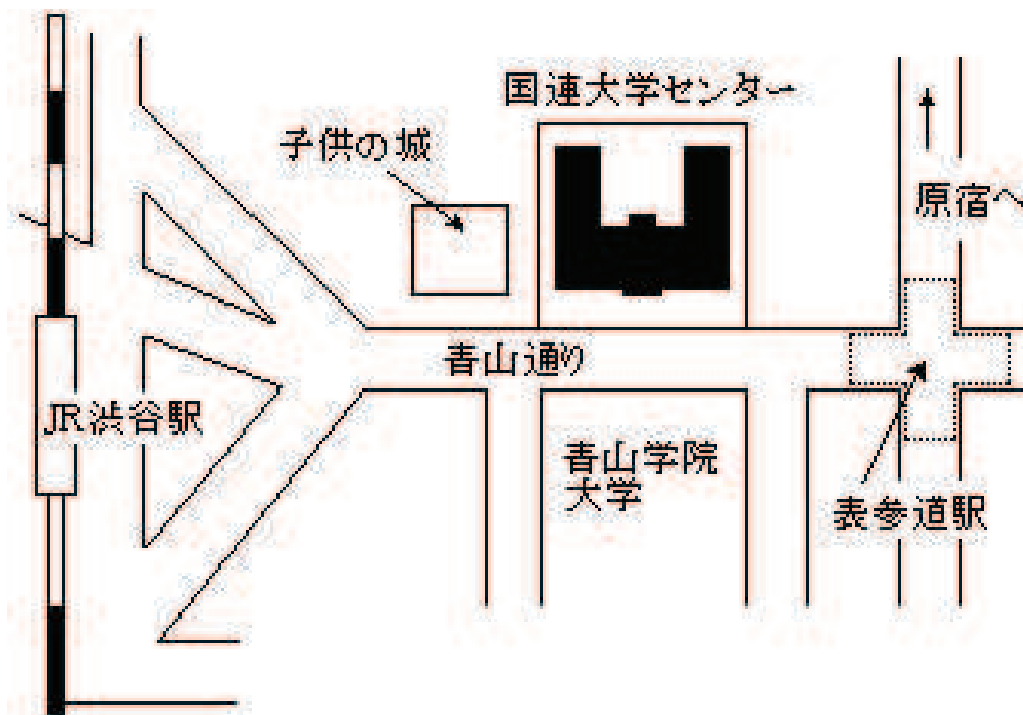 国連大学センター
子供の城
原宿へ
青山通り
JR渋谷駅
青山学院
大学
表参道駅